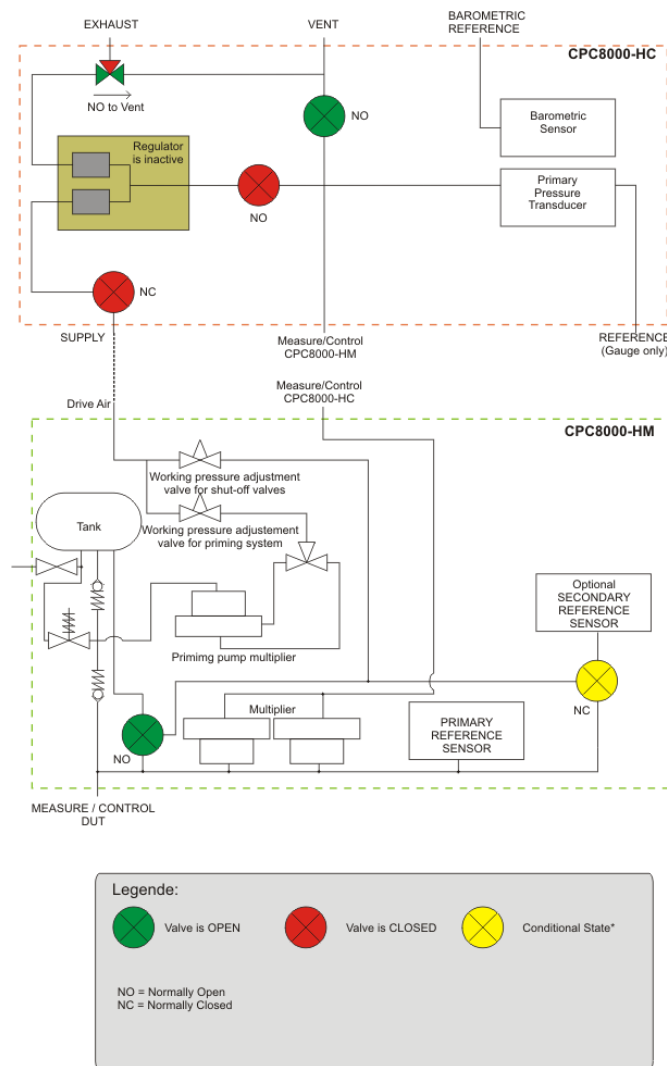 EXHAUST
VENT
BAROMETRIC
REFERENCE
CPC8000-HC
NO to Vent
NO
Regulator
is inactive
Barometric
Sensor
Primary
Pressure
Transducer
NO
NC
SUPPLY
Measure/Control
CPC8000-HM
REFERENCE
(Gauge only)
Measure/Control
CPC8000-HC
Drive Air
CPC8000-HM
Working pressure adjustment
valve for shut-off valves
Tank
Working pressure adjustement
valve for priming system
Optional
SECONDARY
REFERENCE
SENSOR
Primimg pump multiplier
Multiplier
NC
PRIMARY
REFERENCE
SENSOR
NO
MEASURE / CONTROL
DUT
Legende:
Valve is OPEN
Valve is CLOSED
Conditional State*
NO = Normally Open
NC = Normally Closed